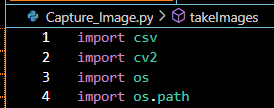 Capture_Image.py > takeImages
1 import csv
2 import cv2
3 import os
4 import os.path